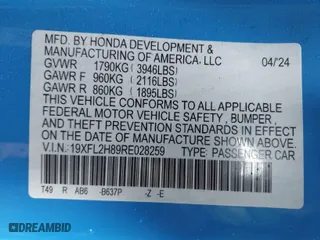 MFD. BY HONDA DEVELOPMENT &
MANUFACTURING OF AMERICA, LLC 04/'24
GVWR 1790KG (3946LBS)
GAWR F 960KG (2116LBS)
GAWR R 860KG (1895LBS)
THIS VEHICLE CONFORMS TO ALL APPLICABLE
FEDERAL MOTOR VEHICLE SAFETY, BUMPER,
AND THEFT PREVENTION STANDARDS IN EFFECT
ON THE DATE OF MANUFACTURE SHOWN ABOVE.
V.I.N.: 19XFL2H89RE028259 TYPE: PASSENGER CAR
T49 R AB6 B-637P -Z -E